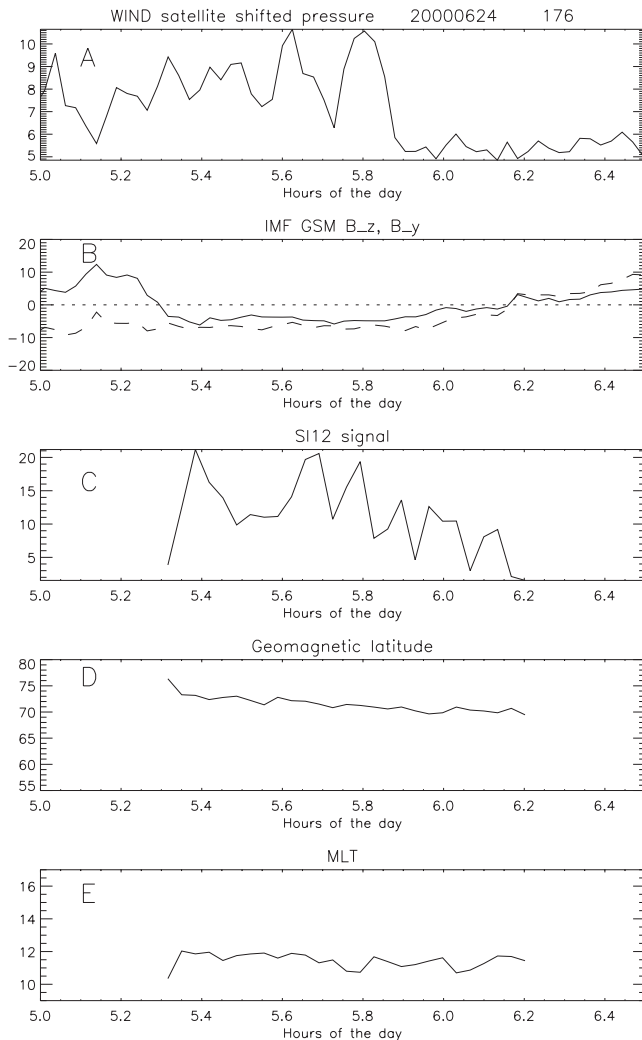 WIND satellite shifted pressure 20000624 176
A
10
9
8
7
6
5
5.0 5.2 5.4 5.6 5.8 6.0 6.2 6.4
Hours of the day
IMF GSM B_z, B_y
B
20
10
0
-10
-20
5.0 5.2 5.4 5.6 5.8 6.0 6.2 6.4
Hours of the day
SI12 signal
C
20
15
10
5
5.0 5.2 5.4 5.6 5.8 6.0 6.2 6.4
Hours of the day
Geomagnetic latitude
D
80
75
70
65
60
55
5.0 5.2 5.4 5.6 5.8 6.0 6.2 6.4
Hours of the day
MLT
E
16
14
12
10
5.0 5.2 5.4 5.6 5.8 6.0 6.2 6.4
Hours of the day